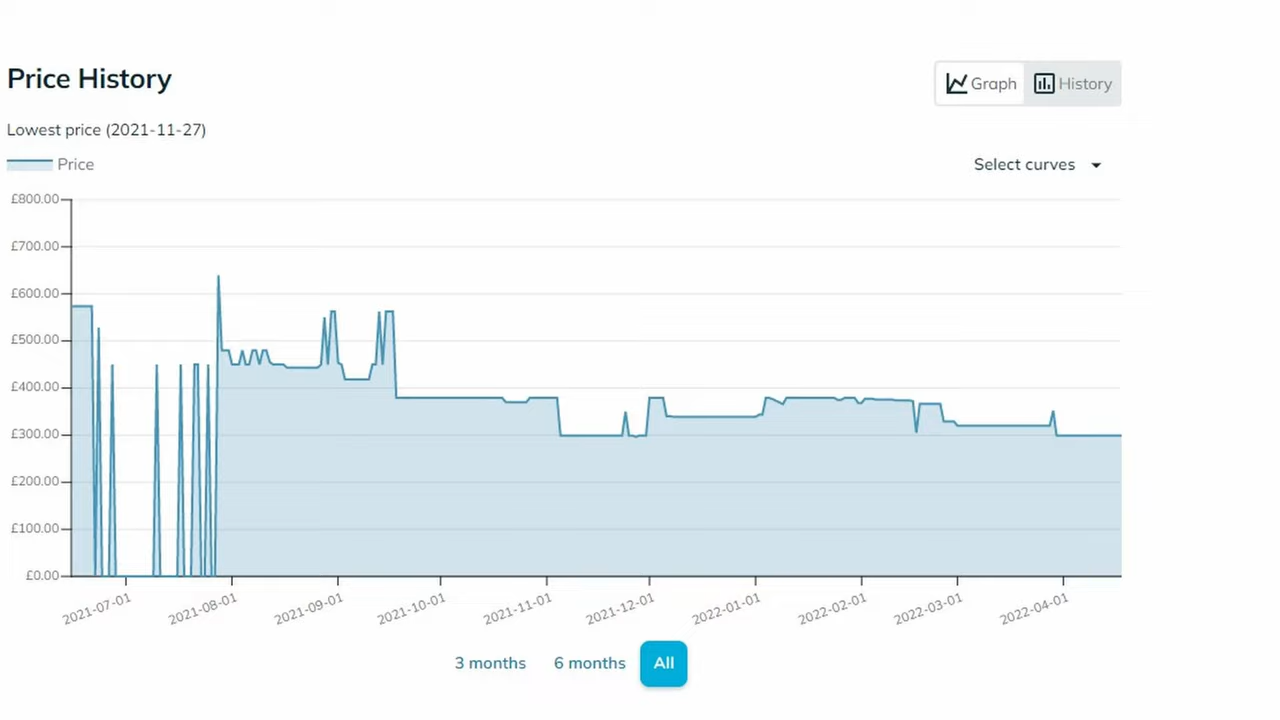 Price History
Graph
History
Lowest price (2021-11-27)
Price
Select curves
£800.00
£700.00
£600.00
£500.00
£400.00
£300.00
£200.00
£100.00
£0.00
2021-07-01
2021-08-01
2021-09-01
2021-10-01
2021-11-01
2021-12-01
2022-01-01
2022-02-01
2022-03-01
2022-04-01
3 months
6 months
All